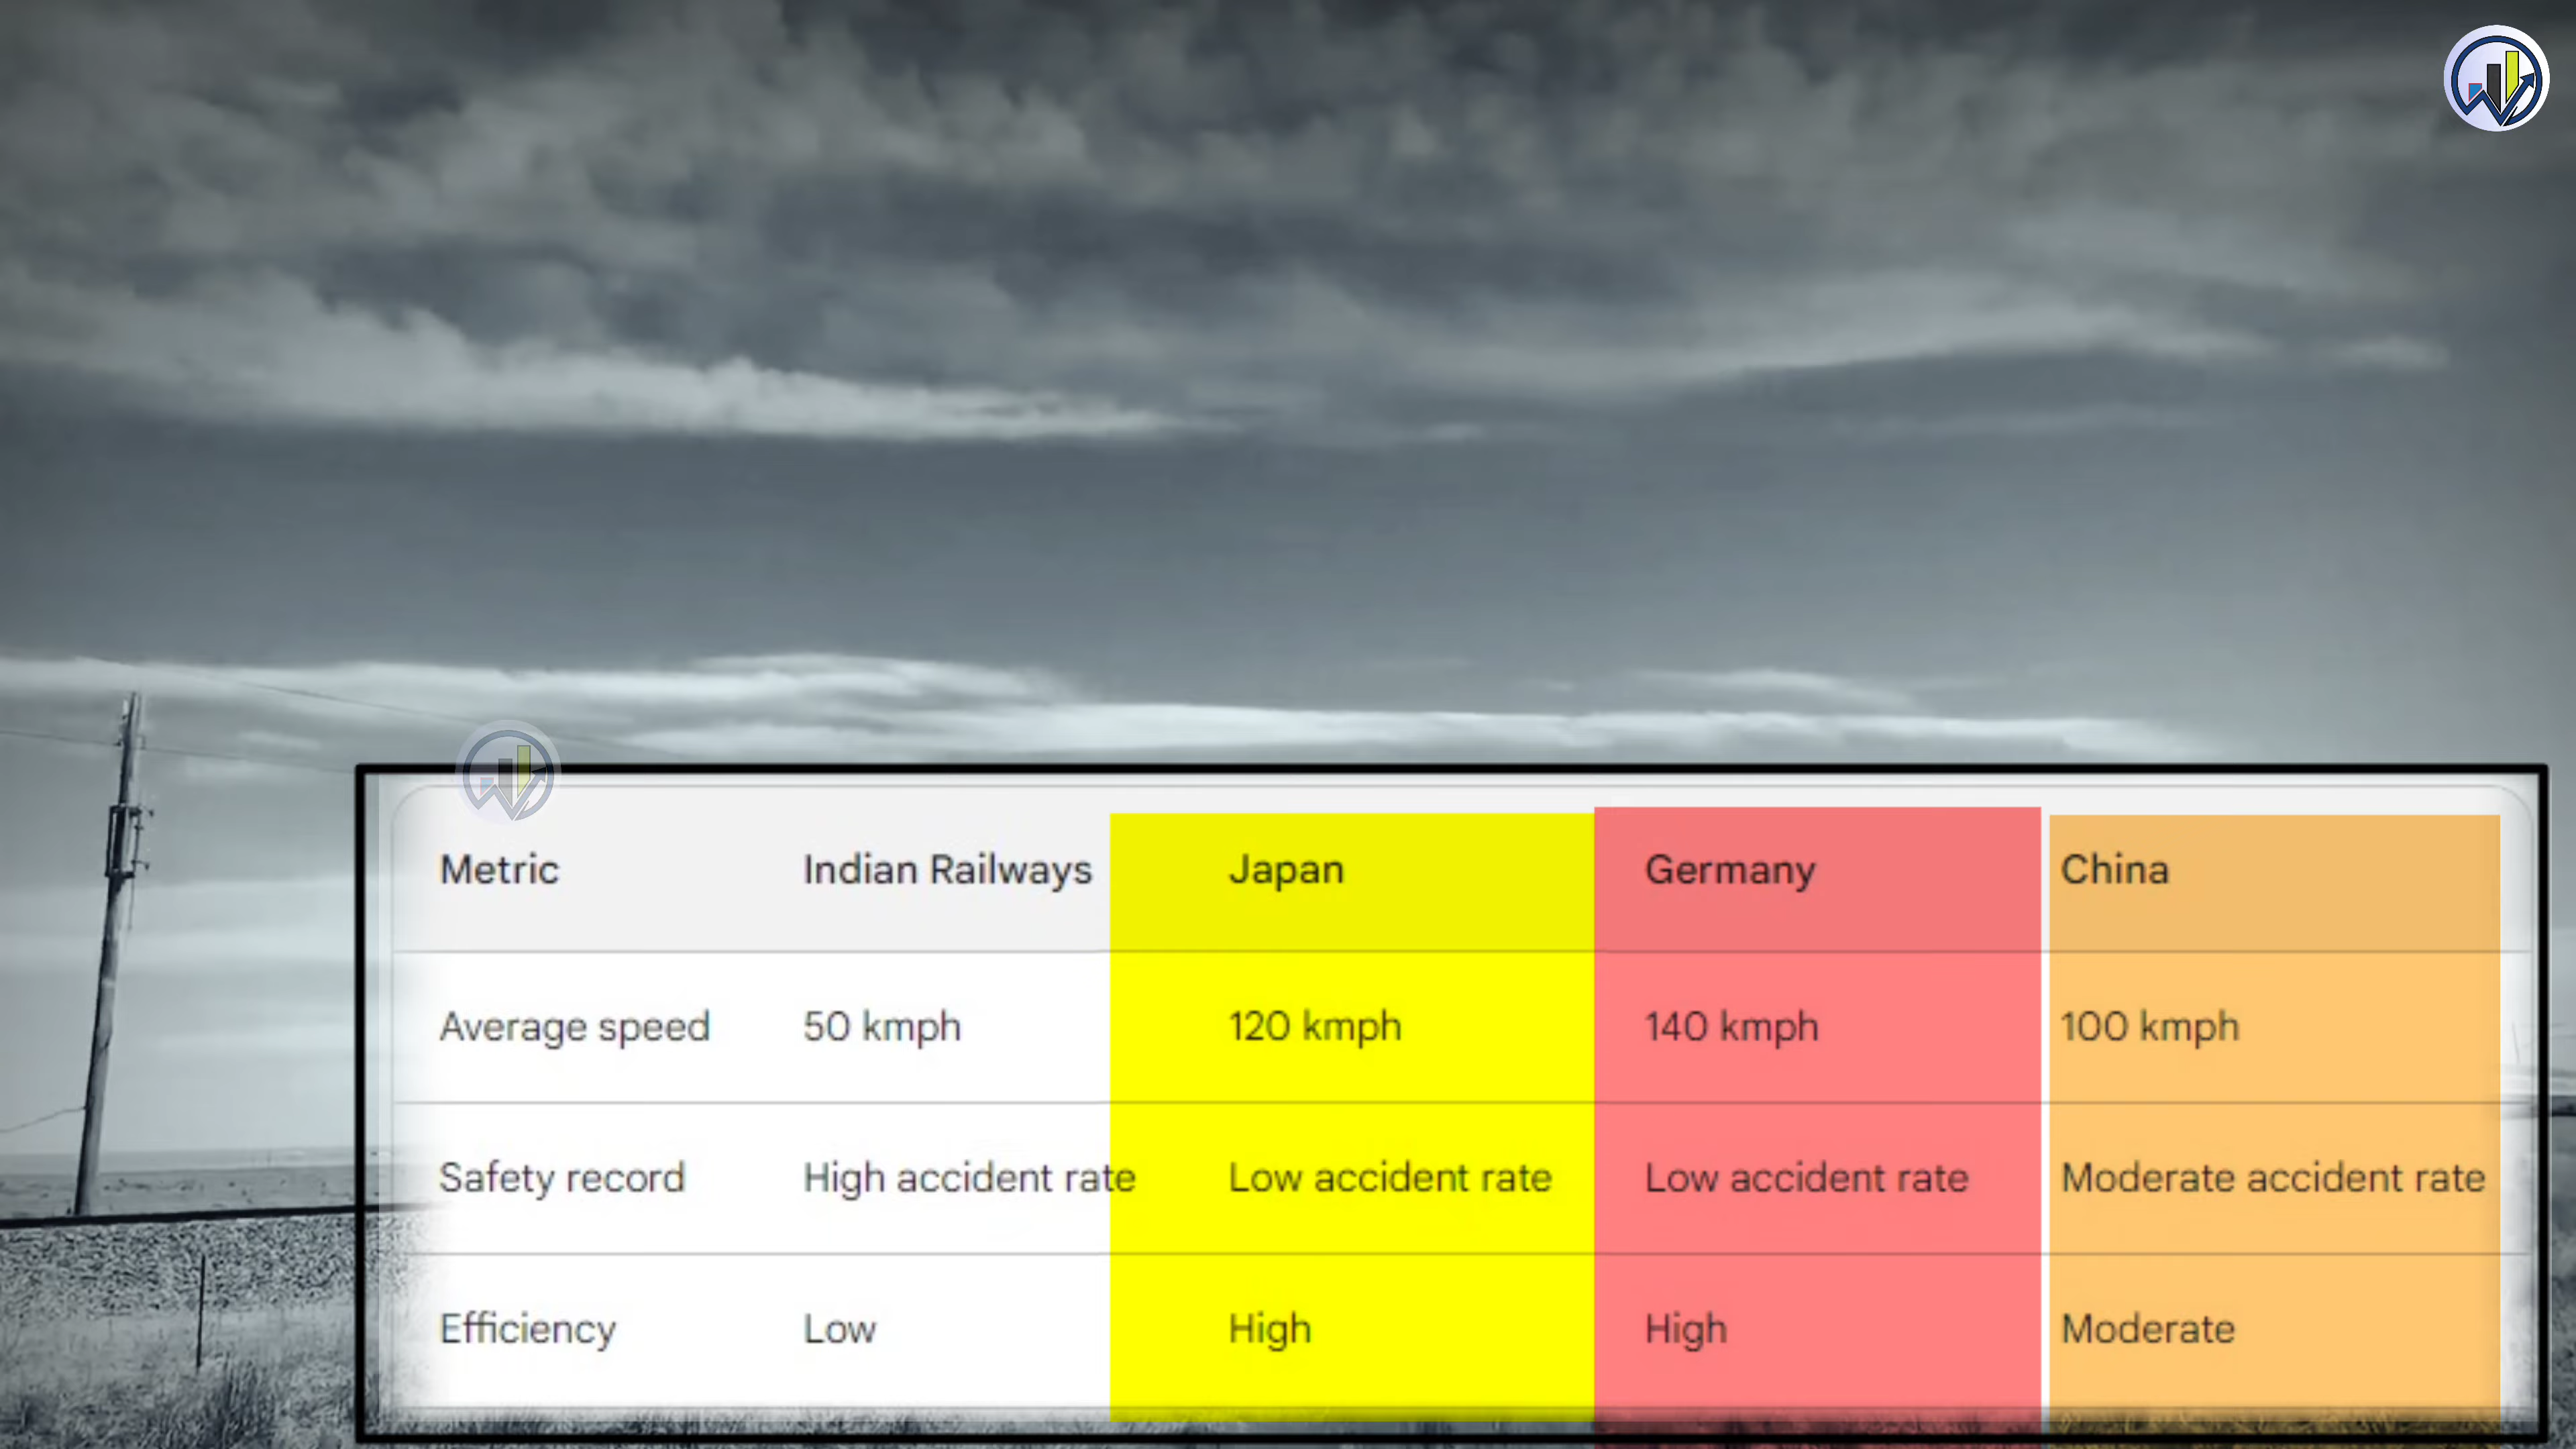 Metric Indian Railways Japan Germany China
Average speed 50 kmph 120 kmph 140 kmph 100 kmph
Safety record High accident rate Low accident rate Low accident rate Moderate accident rate
Efficiency Low High High Moderate